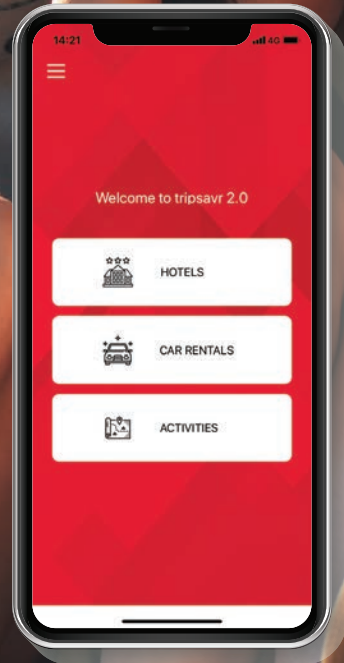 14:21
4G
Welcome to tripsavr 2.0
HOTELS
CAR RENTALS
ACTIVITIES